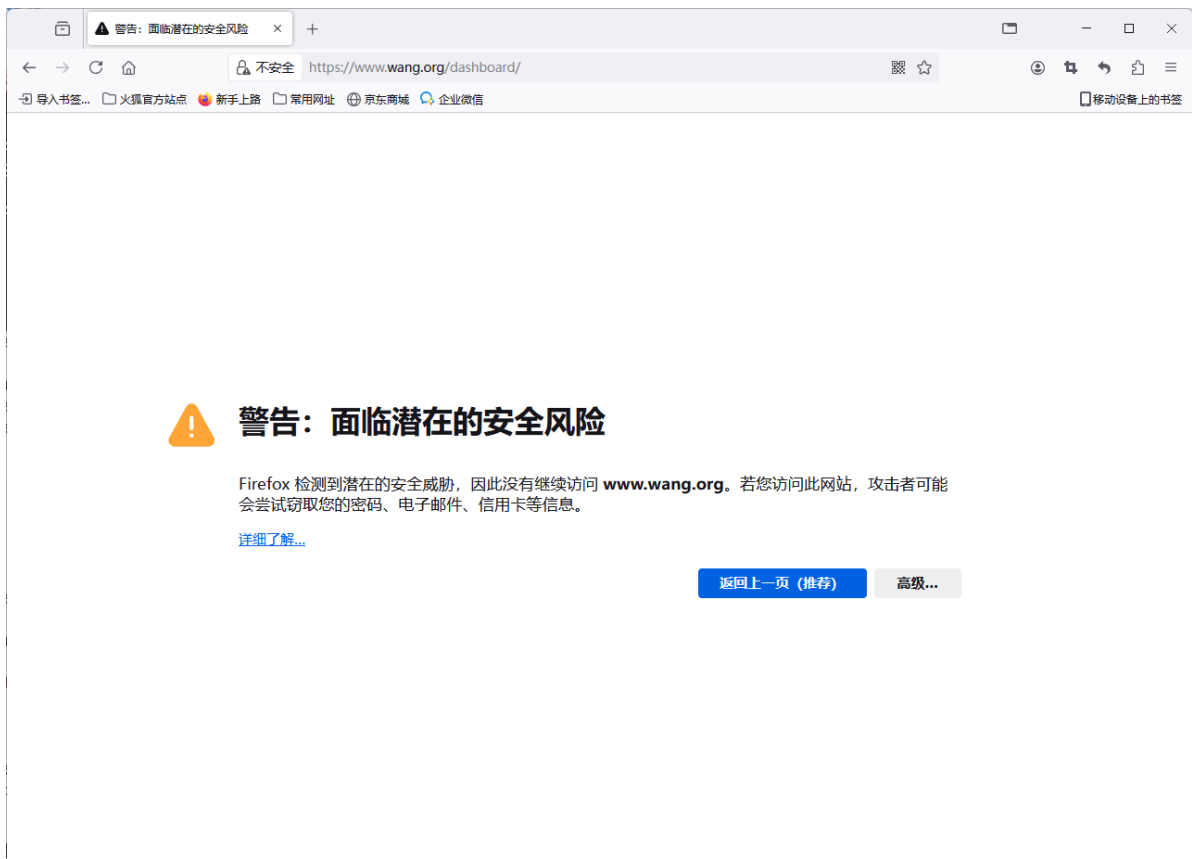 警告：面临潜在的安全风险
不安全 https://www.wang.org/dashboard/
导入书签... 火狐官方站点 新手上路 常用网址 京东商城 企业微信 移动设备上的书签
警告：面临潜在的安全风险
Firefox 检测到潜在的安全威胁，因此没有继续访问 www.wang.org。若您访问此网站，攻击者可能
会尝试窃取您的密码、电子邮件、信用卡等信息。
详细了解...
返回上一页（推荐） 高级...